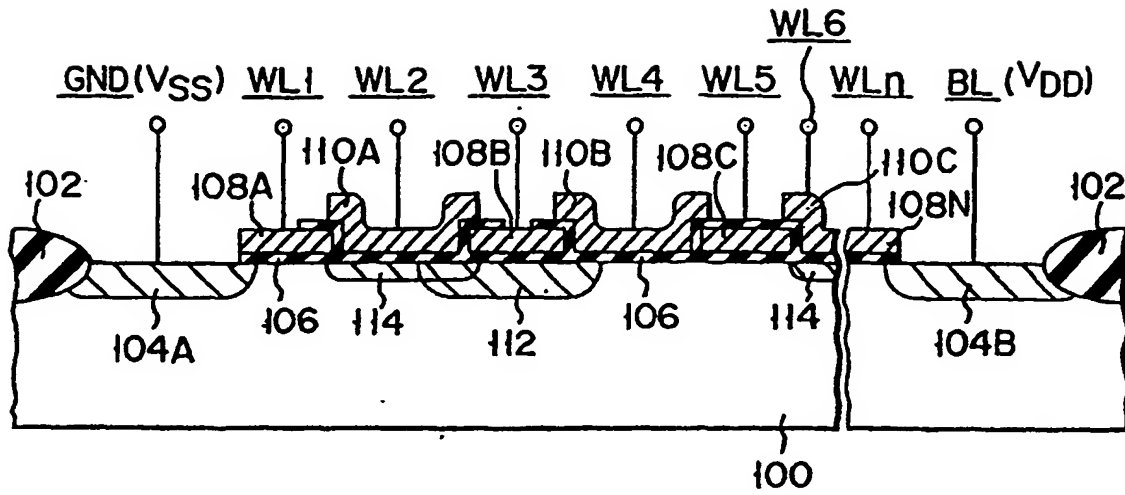 WL6
GND (VSS) WL1 WL2 WL3 WL4 WL5 WLn BL (VDD)
102 108A 110A 108B 110B 108C 110C 108N 102
104A 106 114 112 106 114 104B
100